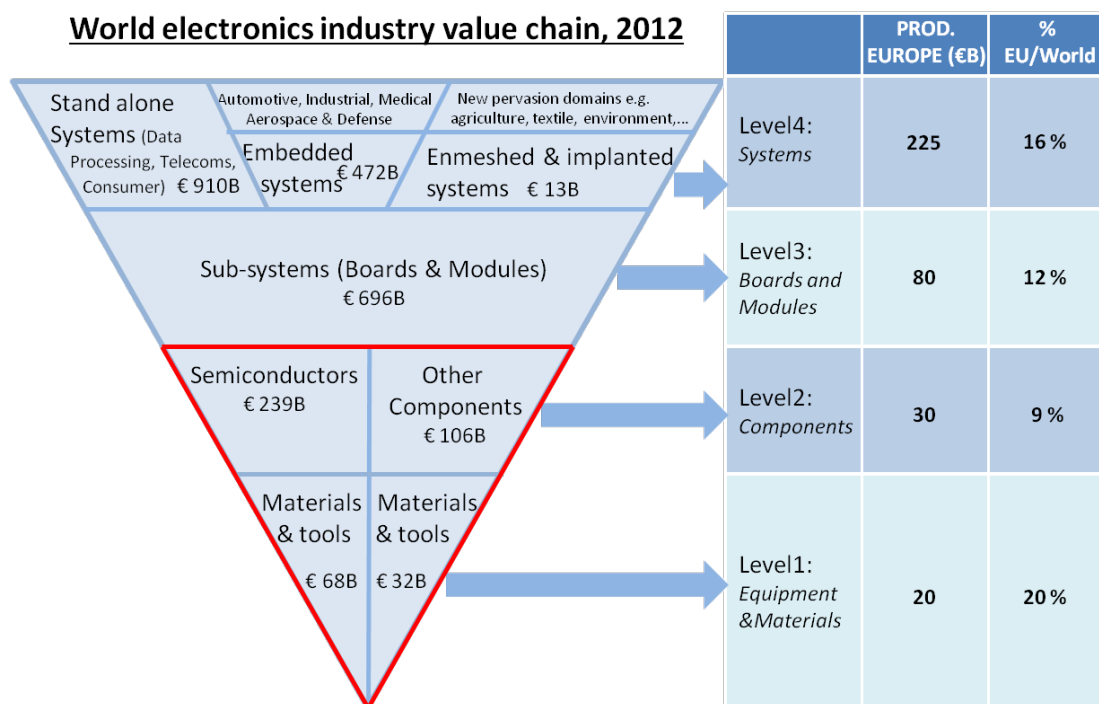 World electronics industry value chain, 2012
Stand alone
Systems (Data
Processing, Telecoms,
Consumer) € 910B
Automotive, Industrial, Medical
Aerospace & Defense
Embedded
systems € 472B
New pervasion domains e.g.
agriculture, textile, environment,...
Enmeshed & implanted
systems € 13B
Sub-systems (Boards & Modules)
€ 696B
Semiconductors
€ 239B
Other
Components
€ 106B
Materials
& tools
€ 68B
Materials
& tools
€ 32B
PROD.
EUROPE (€B)
%
EU/World
Level4:
Systems
225
16 %
Level3:
Boards and
Modules
80
12 %
Level2:
Components
30
9 %
Level1:
Equipment
&Materials
20
20 %